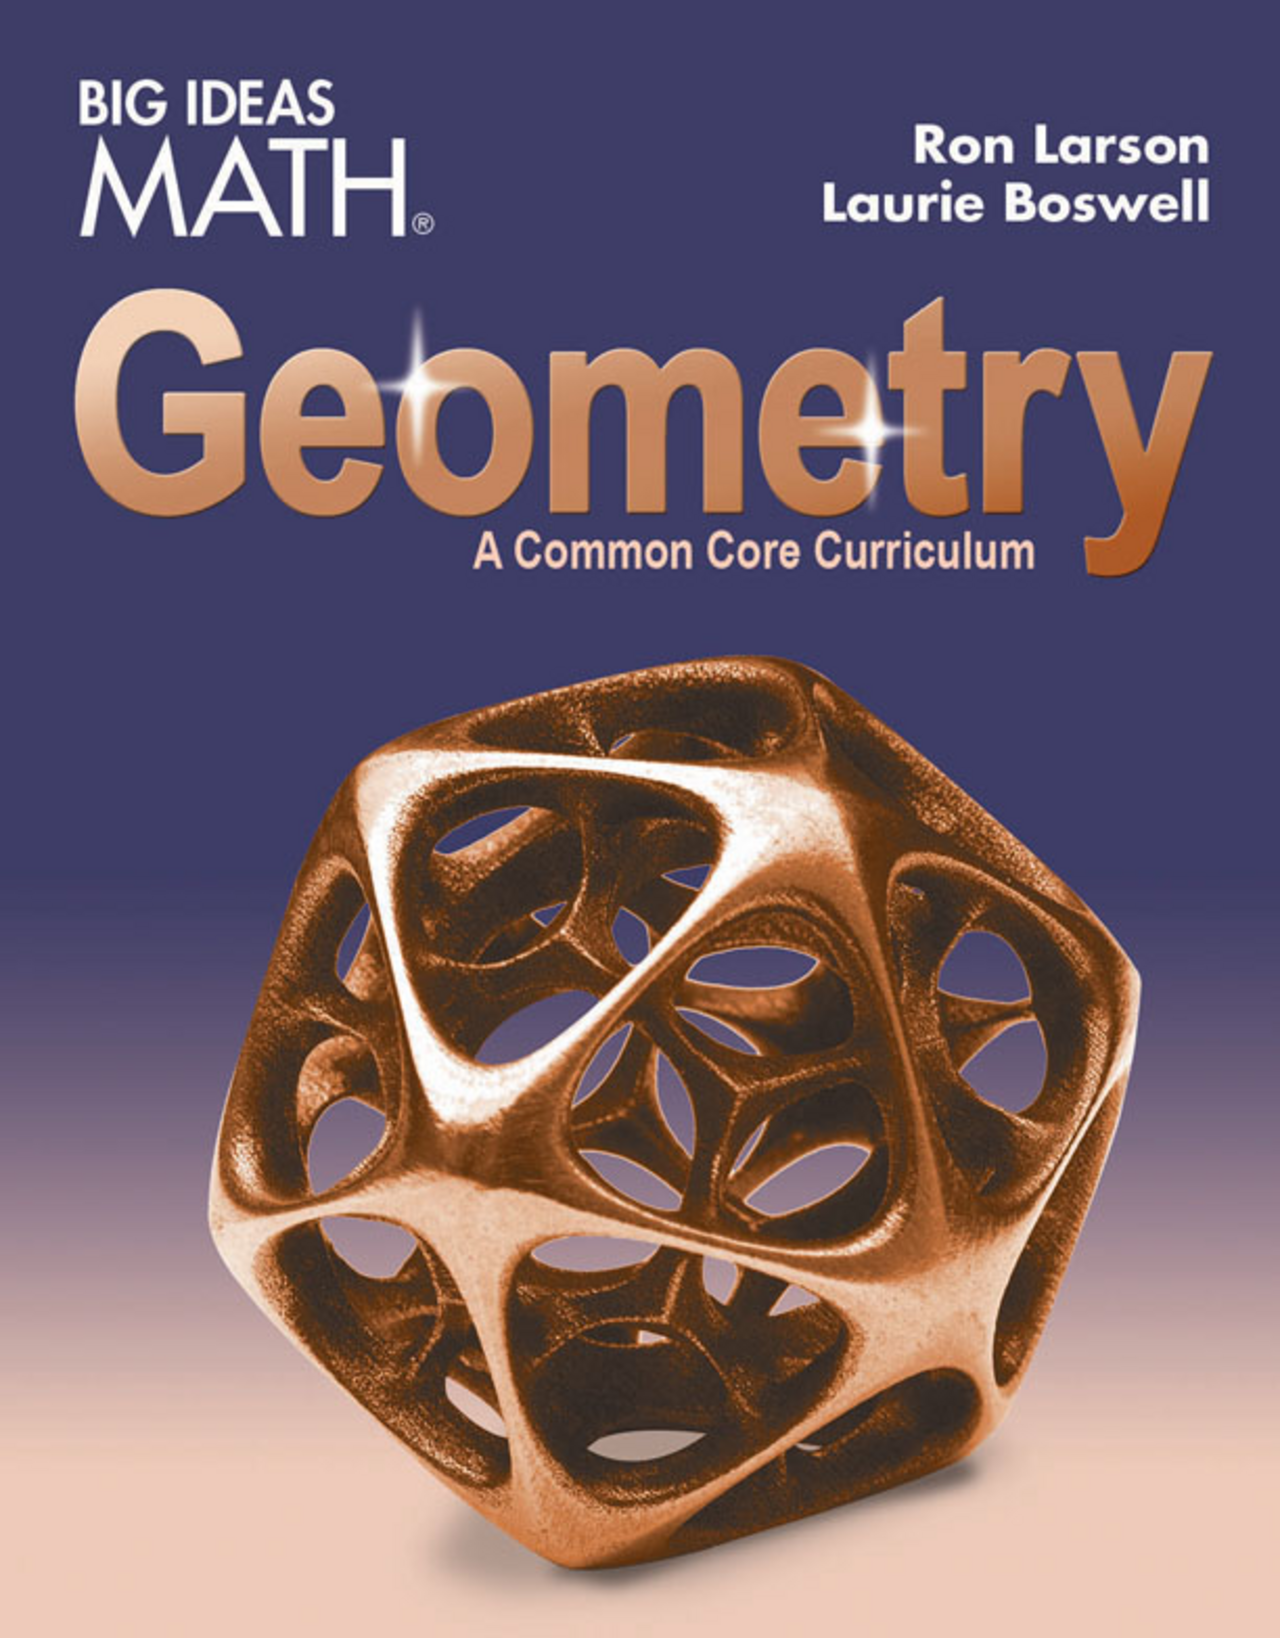 BIG IDEAS
MATH®
Ron Larson
Laurie Boswell
Geometry
A Common Core Curriculum